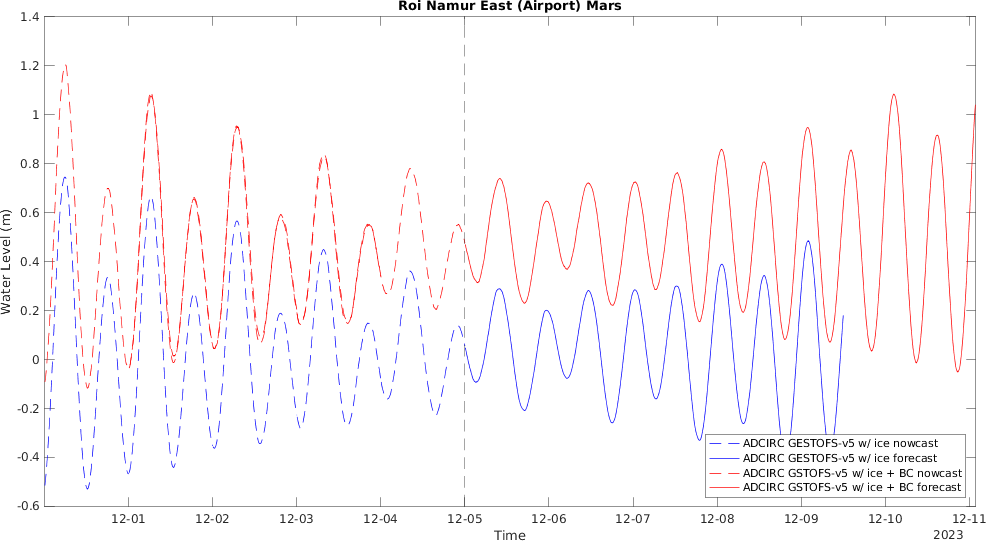 Roi Namur East (Airport) Mars
Water Level (m)
1.4
1.2
1
0.8
0.6
0.4
0.2
0
-0.2
-0.4
-0.6
12-01 12-02 12-03 12-04 12-05 12-06 12-07 12-08 12-09 12-10 12-11
Time
2023
ADCIRC GESTOFS-v5 w/ ice nowcast
ADCIRC GESTOFS-v5 w/ ice forecast
ADCIRC GSTOFS-v5 w/ ice + BC nowcast
ADCIRC GSTOFS-v5 w/ ice + BC forecast